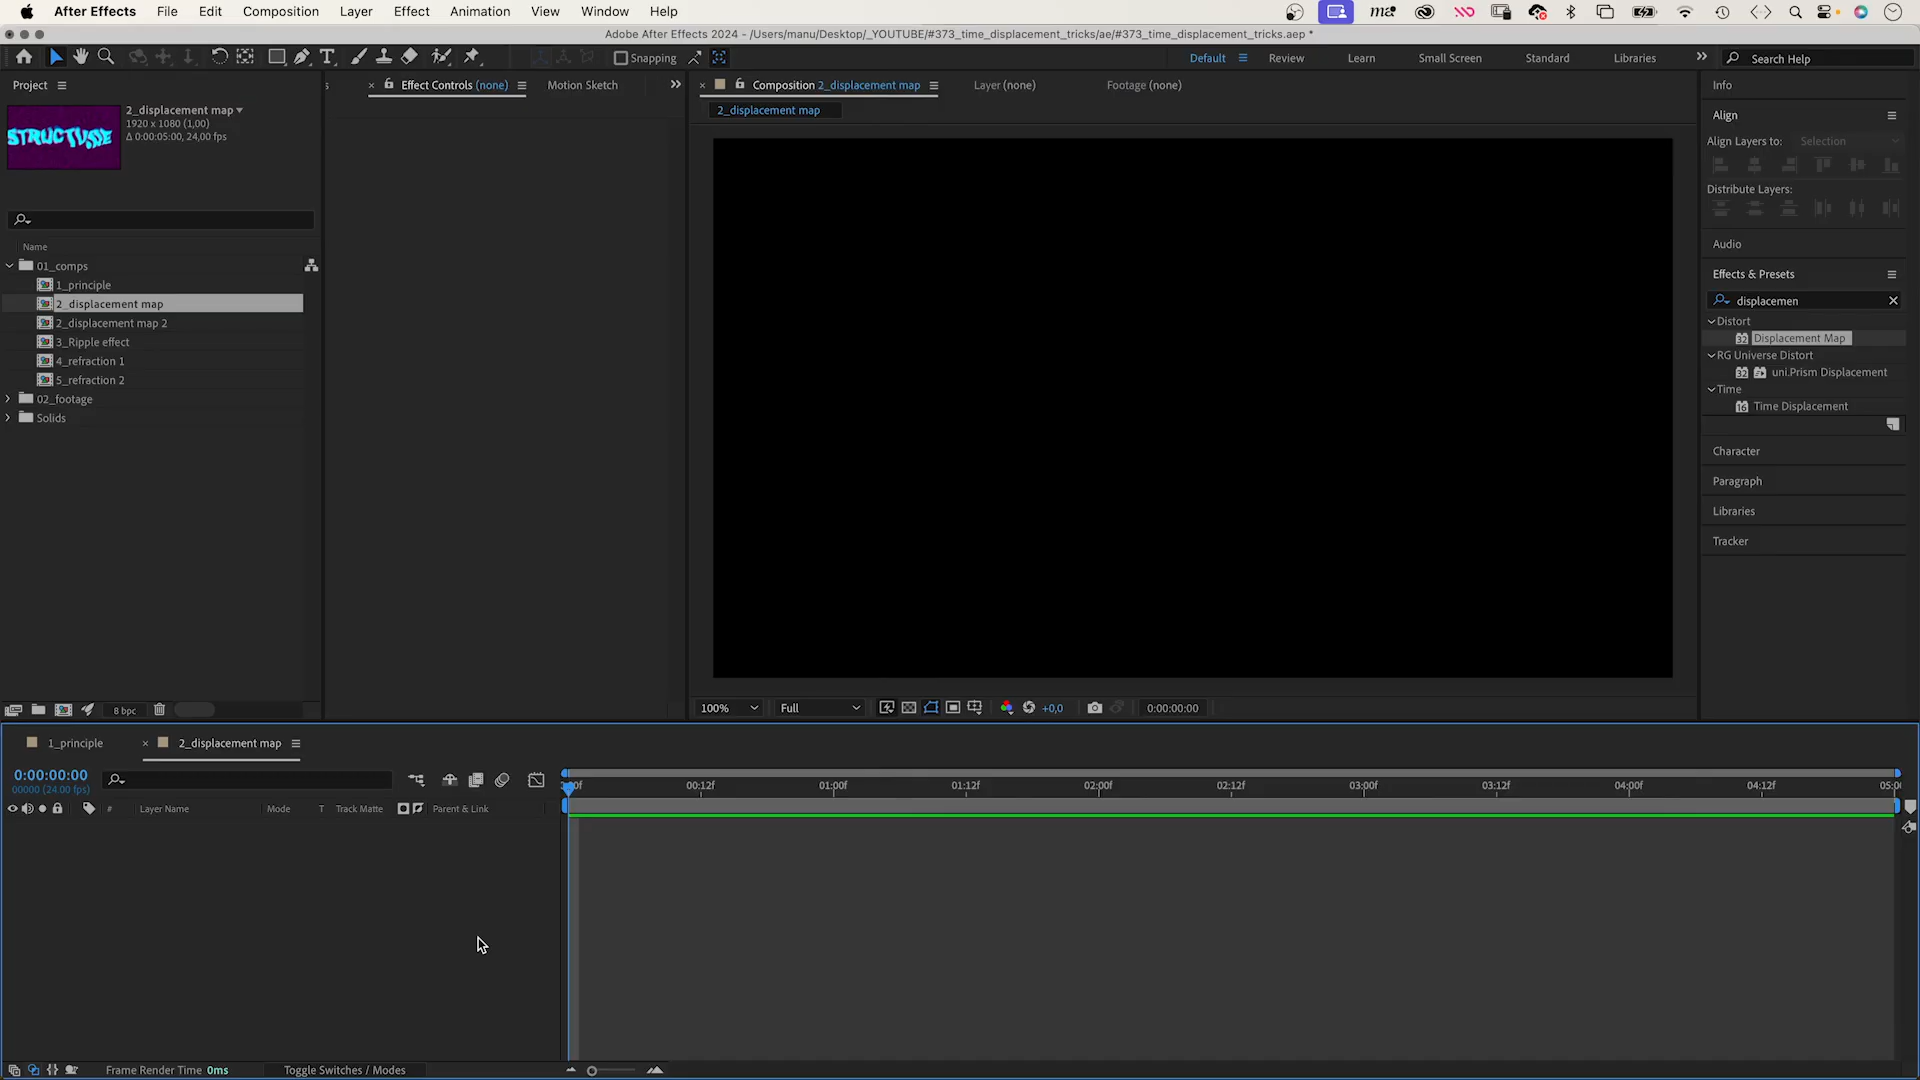 After Effects File Edit Composition Layer Effect Animation View Window Help
Adobe After Effects 2024 - /Users/manu/Desktop/_YOUTUBE/#373_time_displacement_tricks/ae/#373_time_displacement_tricks.aep *
Snapping Default Review Learn Small Screen Standard Libraries Search Help
Project
Effect Controls (none)
Motion Sketch
Composition 2_displacement map
Layer (none)
Footage (none)
2_displacement map
STRUCTURE
2_displacement map
1920 x 1080 (1,00)
Δ 0:00:05:00, 24,00 fps
Name
01_comps
1_principle
2_displacement map
2_displacement map 2
3_Ripple effect
4_refraction 1
5_refraction 2
02_footage
Solids
8 bpc
100% Full +0,0 0:00:00:00
Info
Align
Align Layers to: Selection
Distribute Layers:
Audio
Effects & Presets
displacemen
Distort
32 Displacement Map
RG Universe Distort
32 uni.Prism Displacement
Time
16 Time Displacement
Character
Paragraph
Libraries
Tracker
1_principle 2_displacement map
0:00:00:00
00000 (24.00 fps)
# Layer Name Mode T Track Matte Parent & Link
00:12f 01:00f 01:12f 02:00f 02:12f 03:00f 03:12f 04:00f 04:12f
Frame Render Time 0ms Toggle Switches / Modes